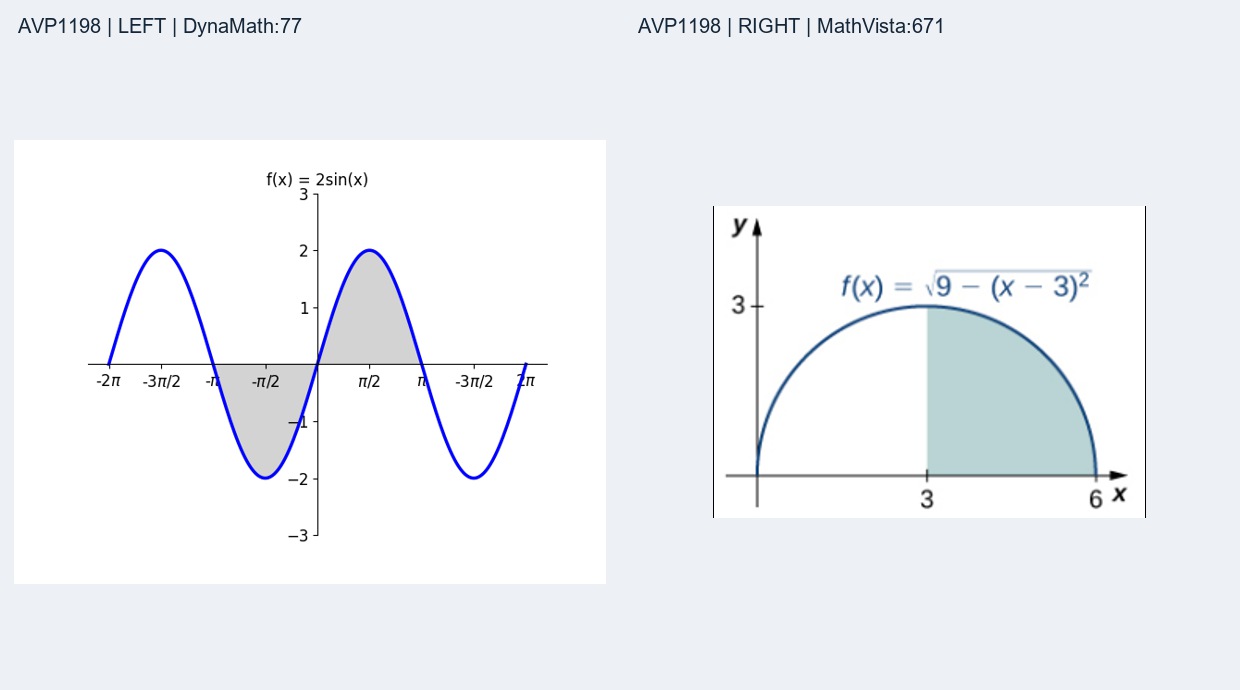 AVP1198 | LEFT | DynaMath:77
AVP1198 | RIGHT | MathVista:671
f(x) = 2sin(x)
3
2
1
-2π -3π/2 -π -π/2 π/2 π -3π/2 2π
−1
−2
−3
y
f(x) = √9 − (x − 3)²
3
3
6 x